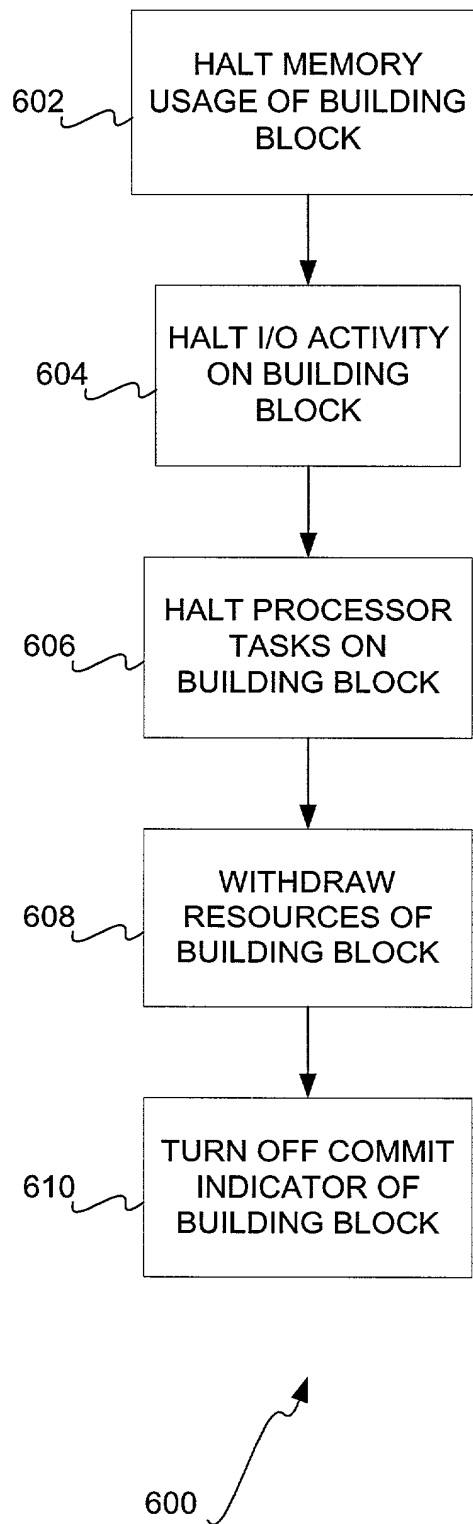 HALT MEMORY
USAGE OF BUILDING
BLOCK
602
HALT I/O ACTIVITY
ON BUILDING
BLOCK
604
HALT PROCESSOR
TASKS ON
BUILDING BLOCK
606
WITHDRAW
RESOURCES OF
BUILDING BLOCK
608
TURN OFF COMMIT
INDICATOR OF
BUILDING BLOCK
610
600